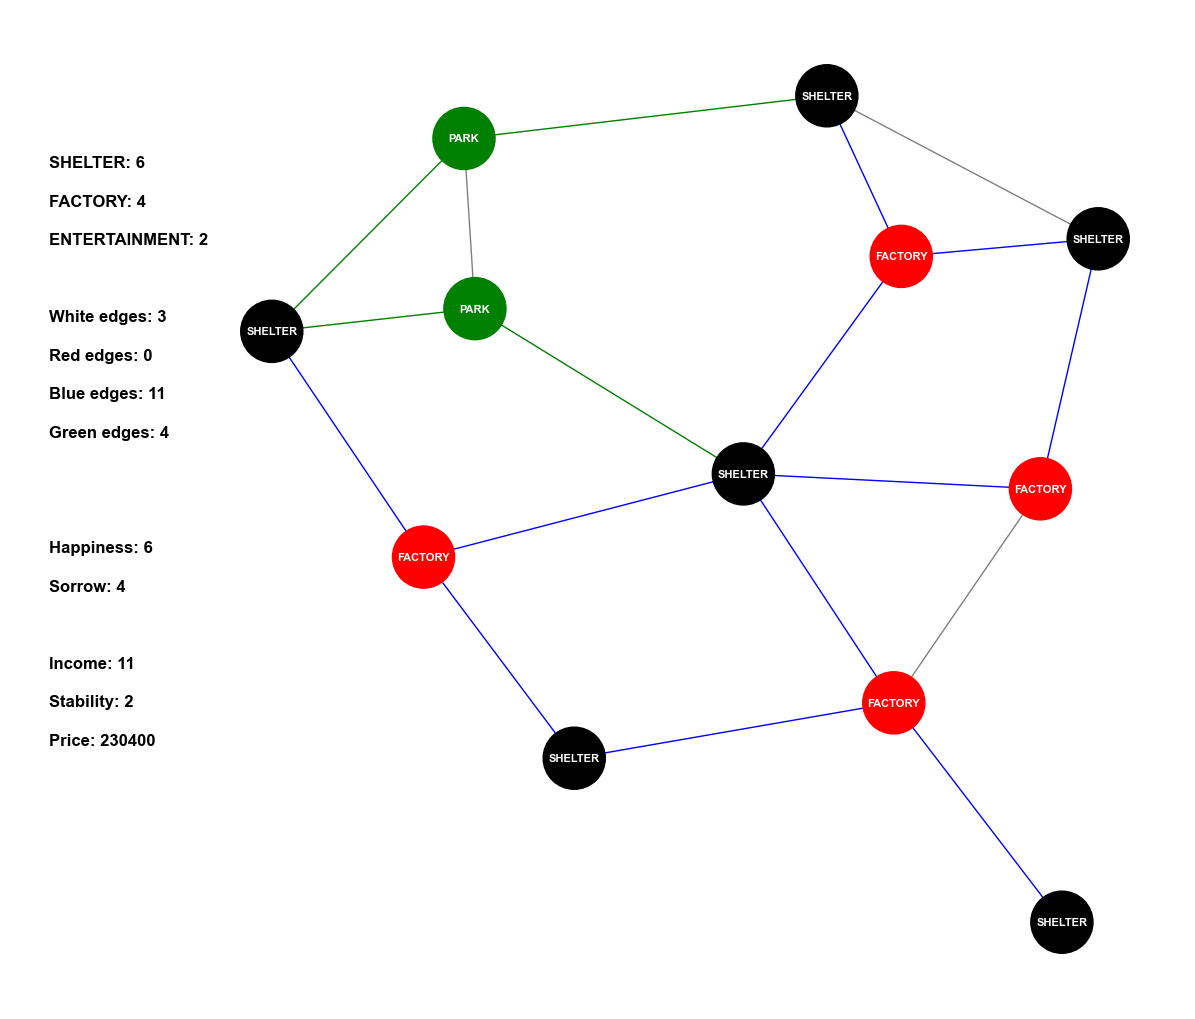 SHELTER: 6
FACTORY: 4
ENTERTAINMENT: 2
White edges: 3
Red edges: 0
Blue edges: 11
Green edges: 4
Happiness: 6
Sorrow: 4
Income: 11
Stability: 2
Price: 230400
SHELTER
PARK
SHELTER
FACTORY
SHELTER
PARK
SHELTER
FACTORY
FACTORY
FACTORY
SHELTER
SHELTER